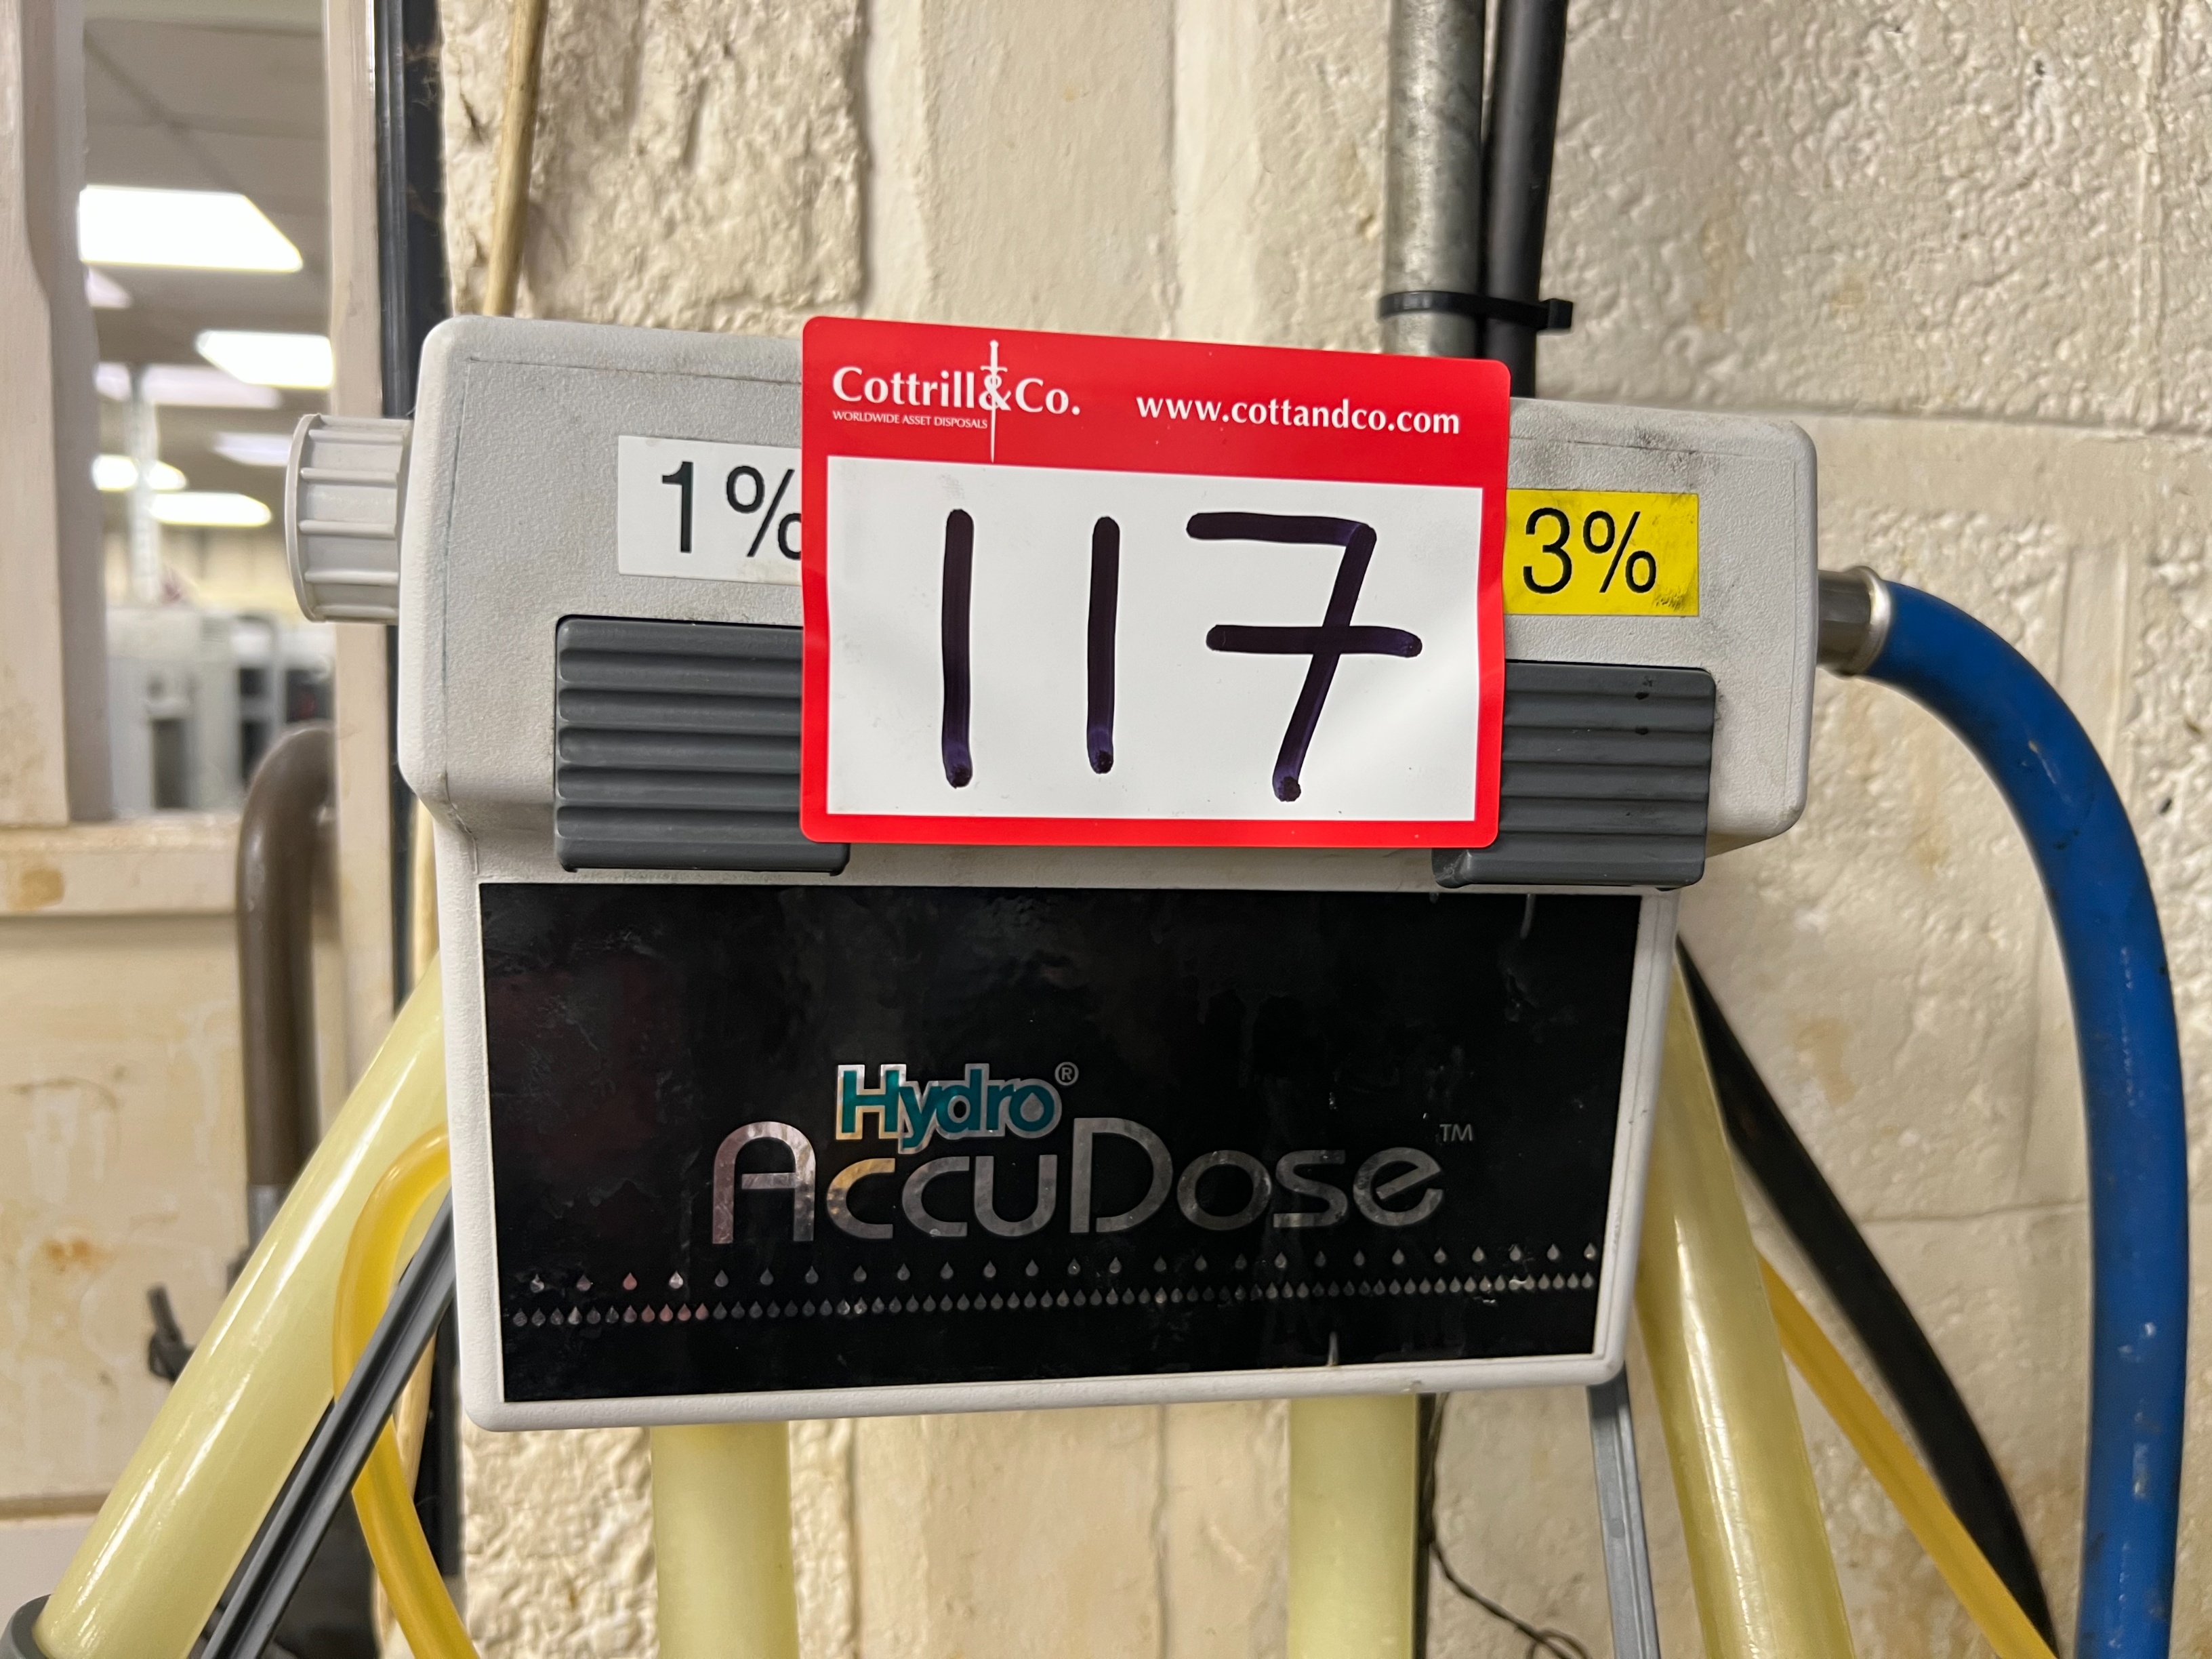 Cottrill&Co.
WORLDWIDE ASSET DISPOSALS
www.cottandco.com
1%
117
3%
Hydro®
AccuDose™